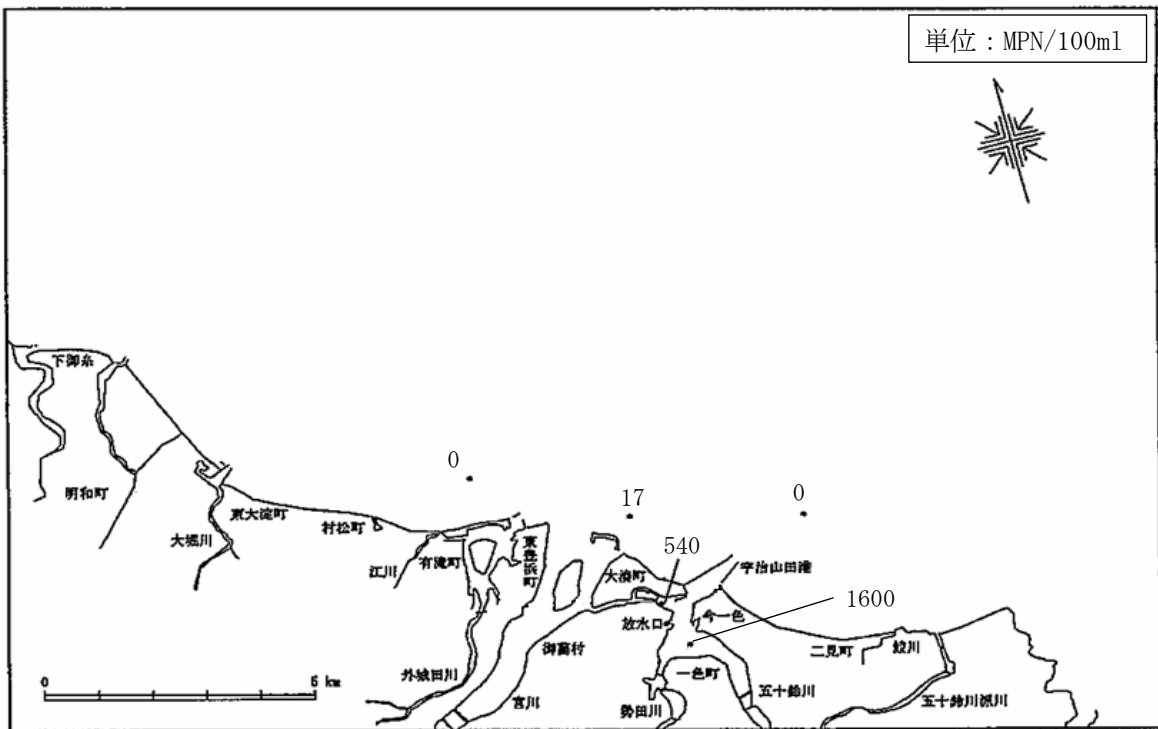 単位：MPN/100ml
下御糸
0
明和町
17
0
東大淀町
村松町
大堀川
540
江川
有滝町
東豊浜町
大湊町
宇治山田港
1600
放水口
今一色
御薗村
二見町
鮫川
0
5 km
外城田川
宮川
一色町
勢田川
五十鈴川
五十鈴川派川